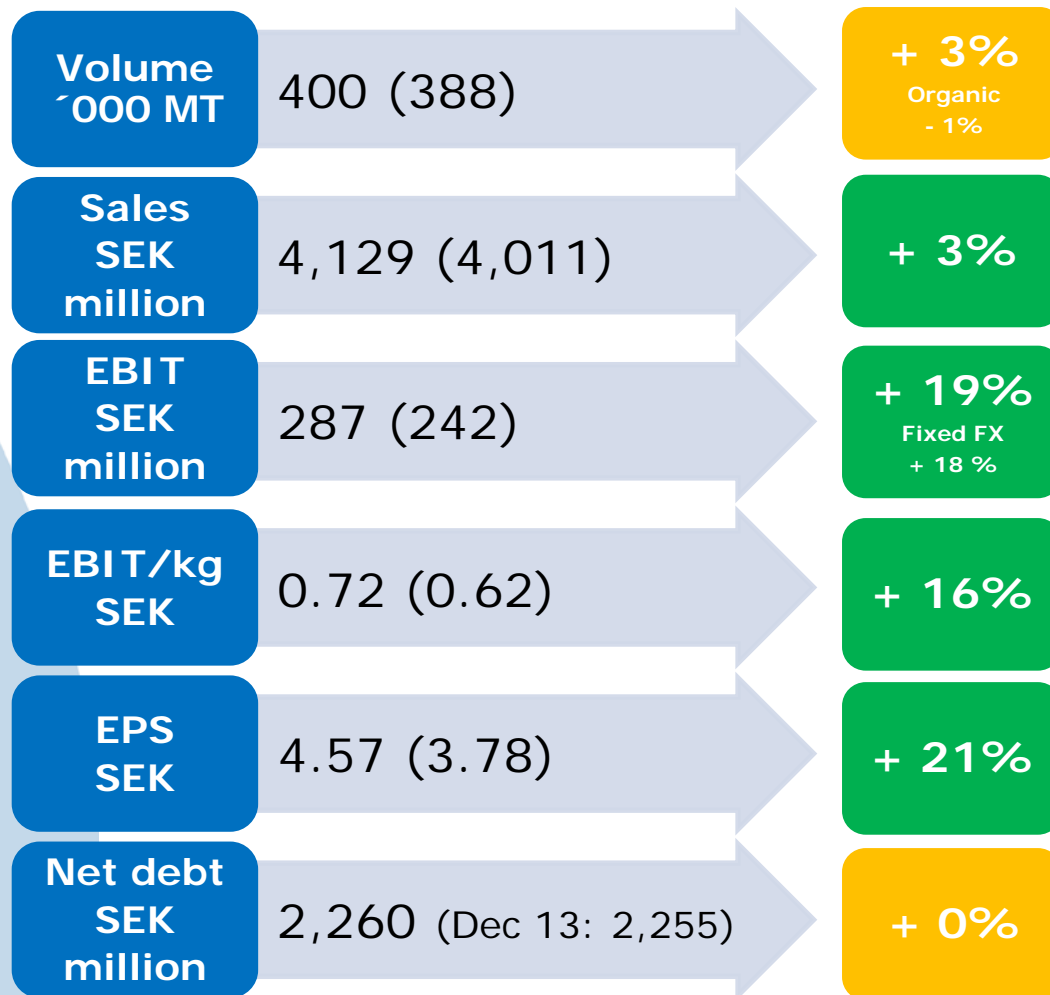 Volume
´000 MT
400 (388)
+ 3%
Organic
- 1%
Sales
SEK
million
4,129 (4,011)
+ 3%
EBIT
SEK
million
287 (242)
+ 19%
Fixed FX
+ 18 %
EBIT/kg
SEK
0.72 (0.62)
+ 16%
EPS
SEK
4.57 (3.78)
+ 21%
Net debt
SEK
million
2,260 (Dec 13: 2,255)
+ 0%